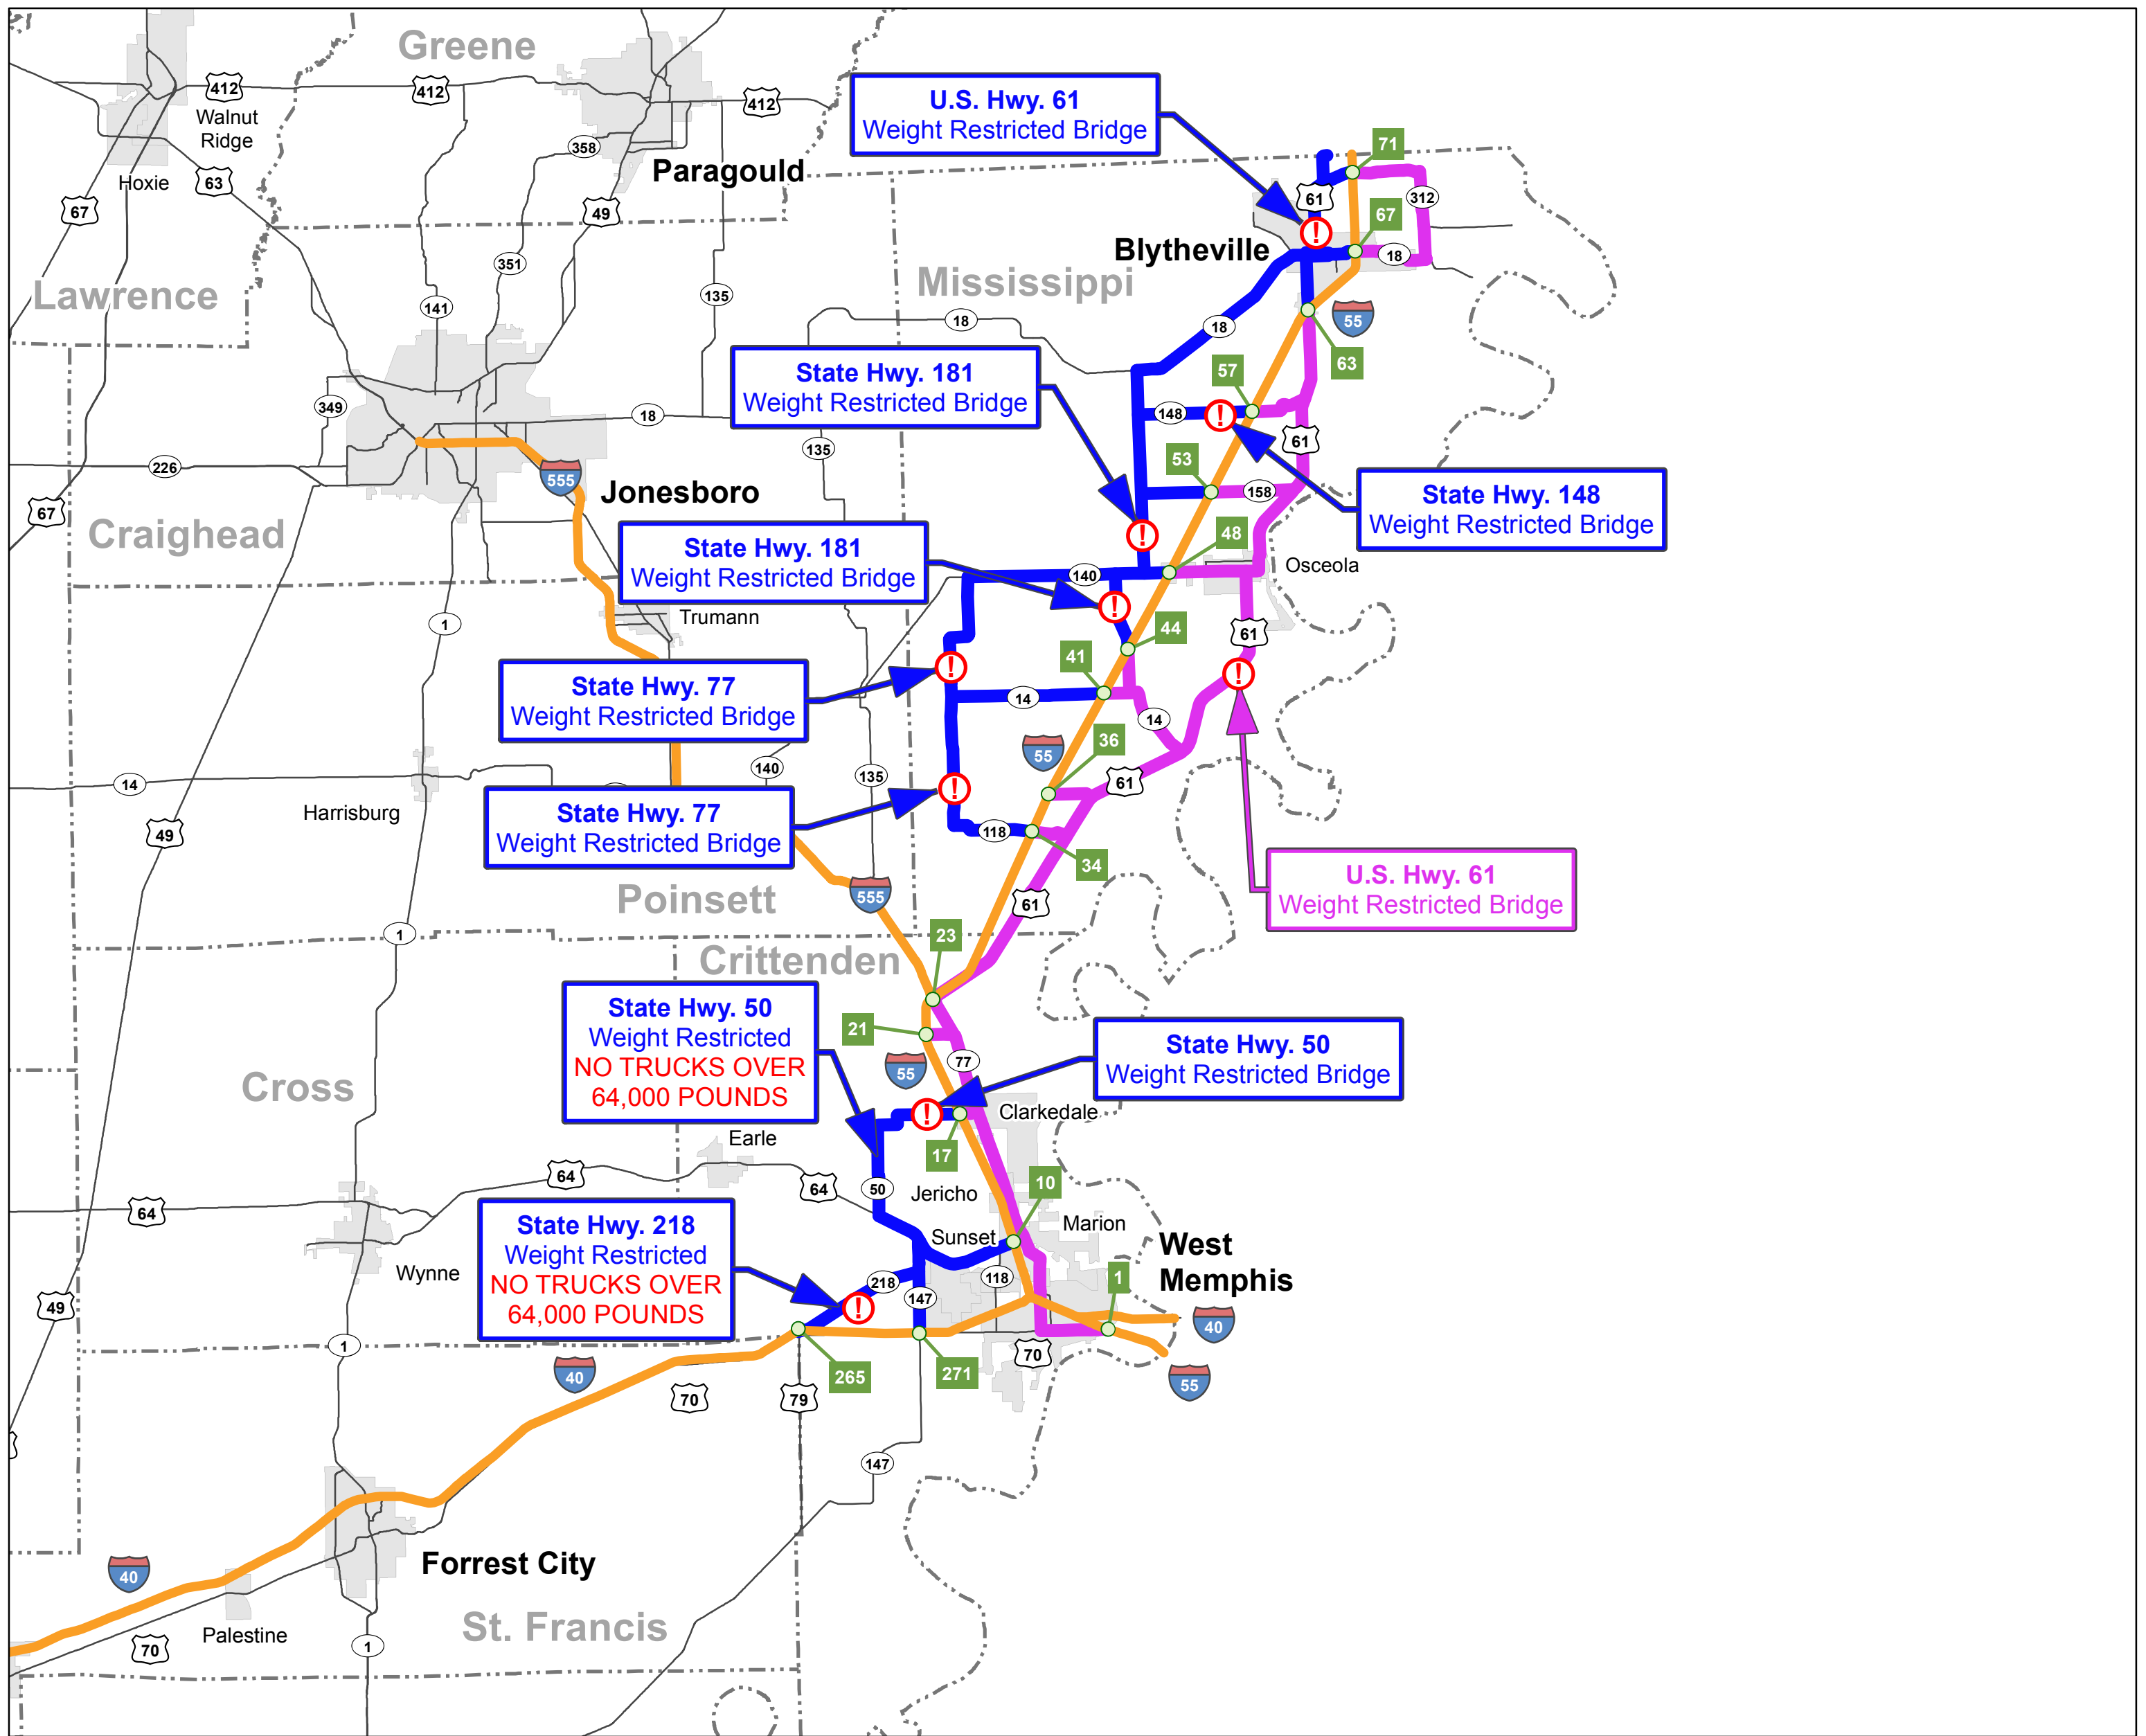 Greene
412
412
412
Walnut
Ridge
358
Paragould
Hoxie
63
67
49
351
Lawrence
141
135
U.S. Hwy. 61
Weight Restricted Bridge
71
61
312
67
Blytheville
18
Mississippi
55
18
18
63
57
State Hwy. 181
Weight Restricted Bridge
349
18
148
135
61
53
226
555
158
Jonesboro
State Hwy. 148
Weight Restricted Bridge
67
Craighead
48
State Hwy. 181
Weight Restricted Bridge
140
Osceola
Trumann
1
44
61
41
State Hwy. 77
Weight Restricted Bridge
14
14
36
55
140
135
61
14
Harrisburg
49
State Hwy. 77
Weight Restricted Bridge
118
34
U.S. Hwy. 61
Weight Restricted Bridge
Poinsett
555
61
1
23
Crittenden
State Hwy. 50
Weight Restricted
NO TRUCKS OVER
64,000 POUNDS
21
State Hwy. 50
Weight Restricted Bridge
77
55
Cross
Clarkedale
Earle
17
64
64
50
Jericho
10
64
State Hwy. 218
Weight Restricted
NO TRUCKS OVER
64,000 POUNDS
Marion
Sunset
West
Memphis
Wynne
218
118
1
147
49
40
1
70
265
271
40
55
70
79
147
Forrest City
40
St. Francis
Palestine
70
1
!
!
!
!
!
!
!
!
!